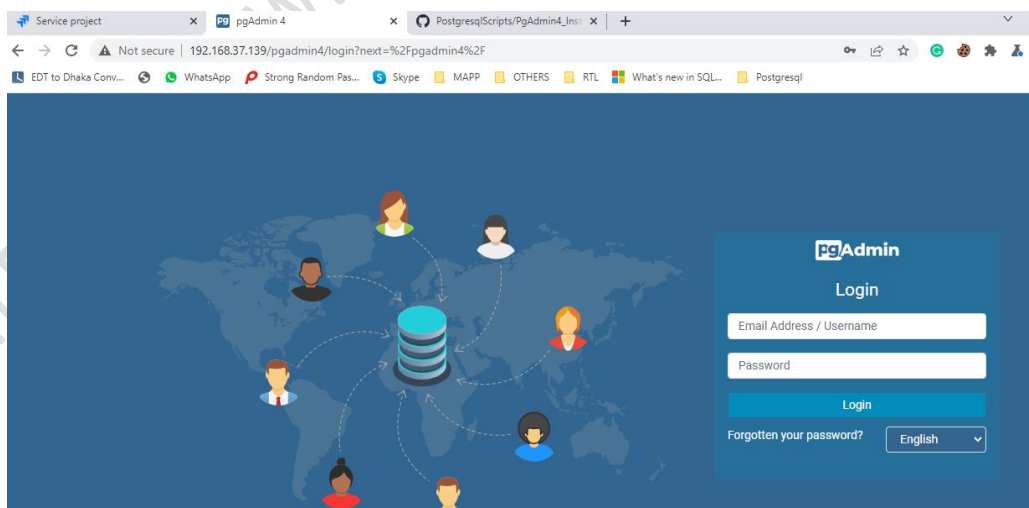 Service project
pgAdmin 4
PostgresqlScripts/PgAdmin4_Inst
Not secure | 192.168.37.139/pgadmin4/login?next=%2Fpgadmin4%2F
EDT to Dhaka Conv... WhatsApp Strong Random Pas... Skype MAPP OTHERS RTL What's new in SQL... Postgresql
pgAdmin
Login
Email Address / Username
Password
Login
Forgotten your password? English